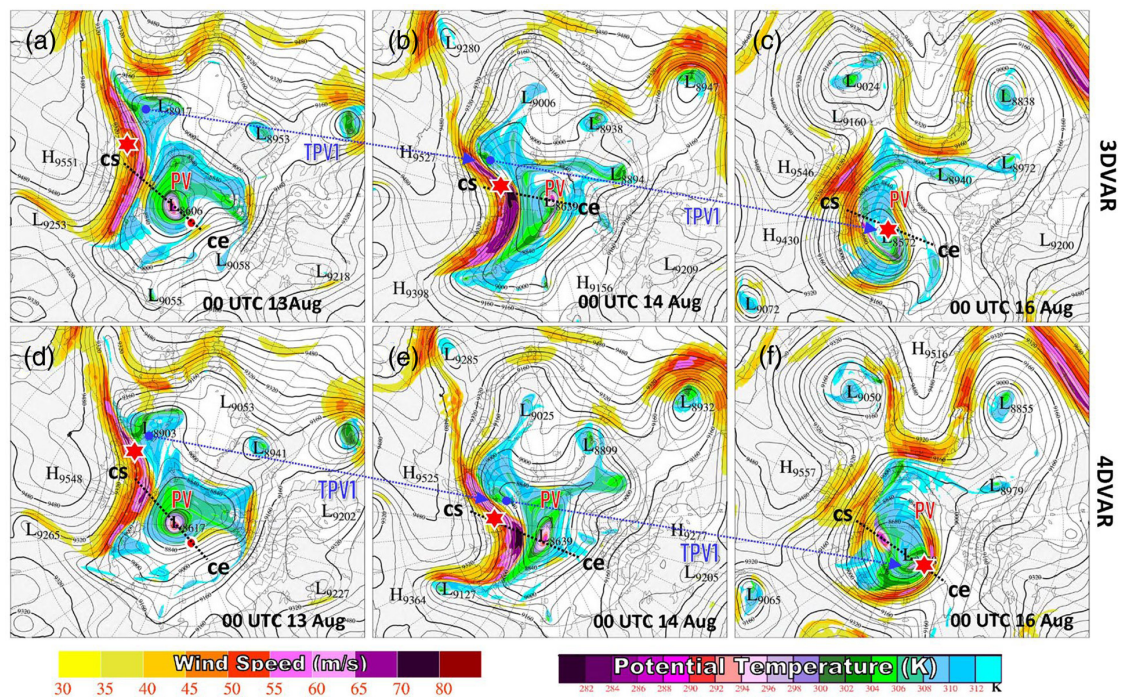 (a)
L9480
H9551
L8917
L8953
TPV1
cs
PV
L8606
L9253
ce
L9058
L9218
L9055
00 UTC 13Aug
(b)
L9280
L8947
L9006
L8938
H9527
L8894
cs
PV
L8639
ce
TPV1
L9209
H9398
H9156
00 UTC 14 Aug
(c)
L9024
L8838
L9160
H9546
L8972
L8940
cs
PV
L8573
ce
H9430
L9200
L9072
00 UTC 16 Aug
3DVAR
(d)
L9053
L8903
L8941
H9548
cs
TPV1
PV
L9202
L8617
L9265
ce
L9227
00 UTC 13 Aug
(e)
L9285
L8932
L9025
L8899
H9525
cs
PV
L8639
H9277
ce
TPV1
L9205
H9364
L9127
00 UTC 14 Aug
(f)
H9516
L9050
L8855
H9557
L8979
cs
PV
L
ce
L9065
00 UTC 16 Aug
4DVAR
Wind Speed (m/s)
30 35 40 45 50 55 60 65 70 80
Potential Temperature (K)
282 284 286 288 290 292 294 296 298 300 302 304 306 308 310 312 K